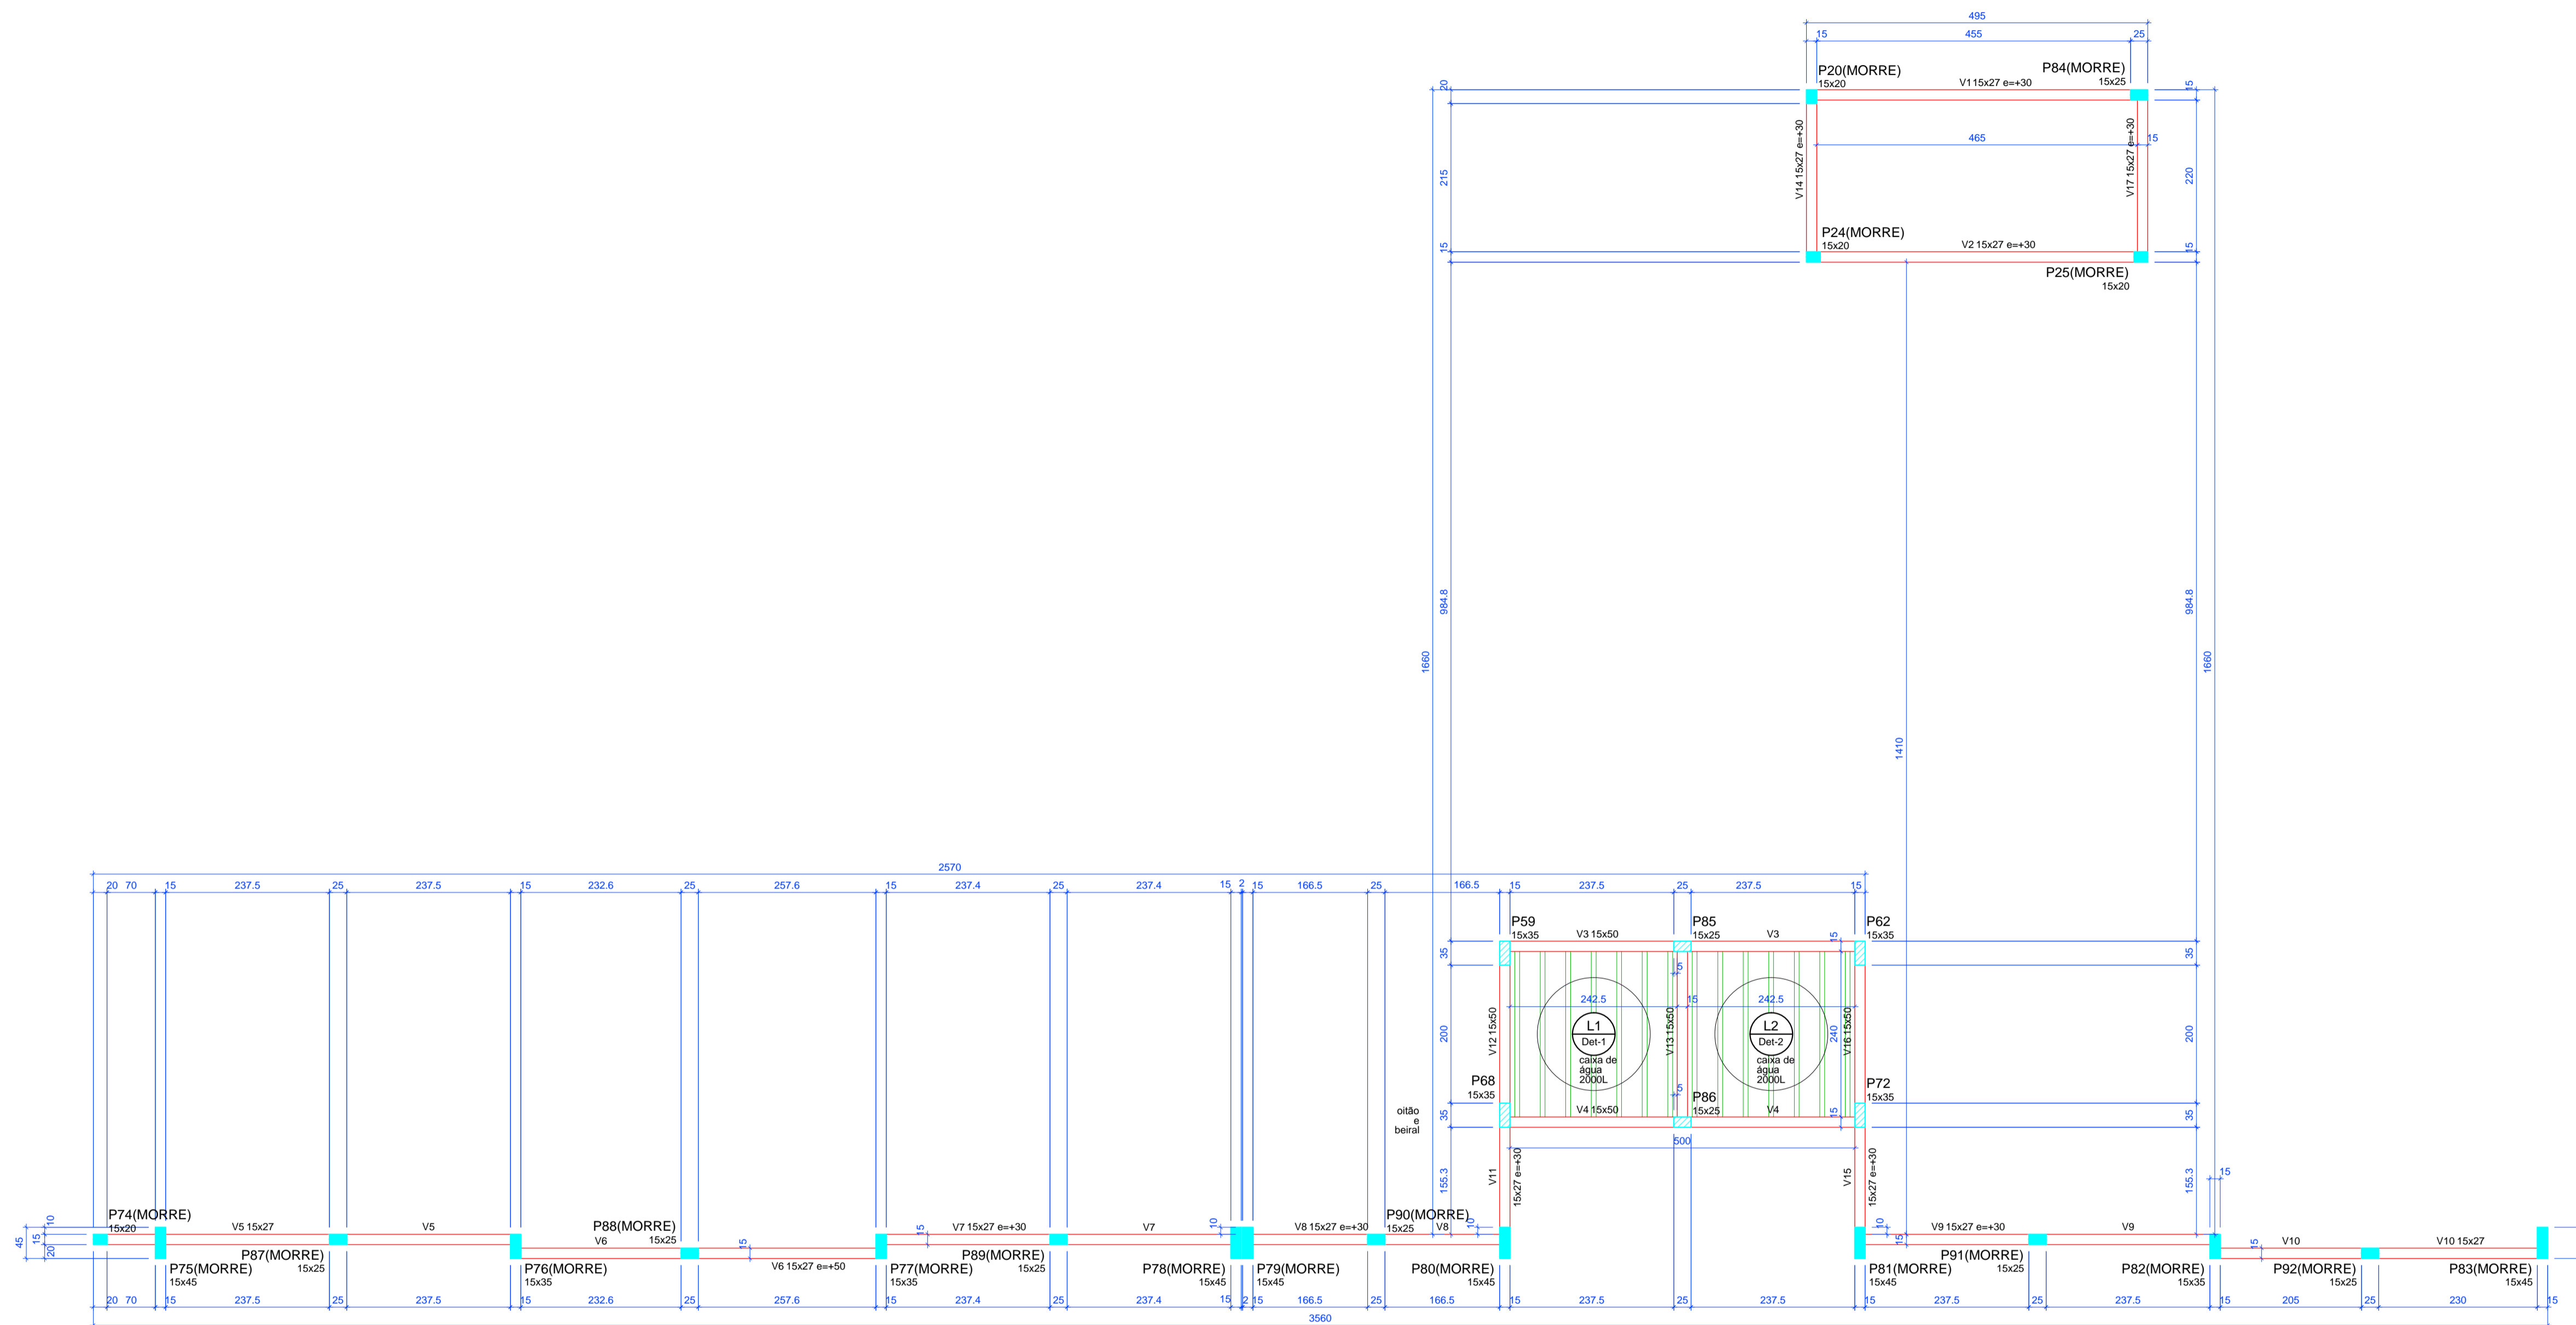 495
15 455 25
P20(MORRE)
15x20
V1 15x27 e=+30
P84(MORRE)
15x25
20
15
V14 15x27 e=+30
V17 15x27 e=+30
465
15
215
220
P24(MORRE)
15x20
V2 15x27 e=+30
15
15
P25(MORRE)
15x20
984.8
984.8
1660
1660
1410
2570
20 70 15 237.5 25 237.5 15 232.6 25 257.6 15 237.4 25 237.4 15 2 15 166.5 25 166.5 15 237.5 25 237.5 15
P59
15x35
V3 15x50
P85
15x25
V3
P62
15x35
15
35
35
5
242.5
15
242.5
V12 15x50
V13 15x50
V16 15x50
240
200
200
L1
Det-1
caixa de
água
2000L
L2
Det-2
caixa de
água
2000L
P68
15x35
5
P72
15x35
P86
15x25
V4 15x50
V4
15
35
35
oitão
e
beiral
500
V11
15x27 e=+30
V15
15x27 e=+30
155.3
155.3
15
P74(MORRE)
15x20
V5 15x27
V5
P88(MORRE)
15x25
V6
15
V7 15x27 e=+30
V7
10
V8 15x27 e=+30
P90(MORRE)
15x25
V8
10
10
15
V9 15x27 e=+30
V9
15
V10
V10 15x27
45
10
15
20
P87(MORRE)
15x25
P75(MORRE)
15x45
P76(MORRE)
15x35
15
V6 15x27 e=+50
P77(MORRE)
15x35
P89(MORRE)
15x25
P78(MORRE)
15x45
P79(MORRE)
15x45
P80(MORRE)
15x45
P81(MORRE)
15x45
P91(MORRE)
15x25
P82(MORRE)
15x35
P92(MORRE)
15x25
P83(MORRE)
15x45
20 70 15 237.5 25 237.5 15 232.6 25 257.6 15 237.4 25 237.4 15 2 15 166.5 25 166.5 15 237.5 25 237.5 15 237.5 25 237.5 15 205 25 230 15
3560